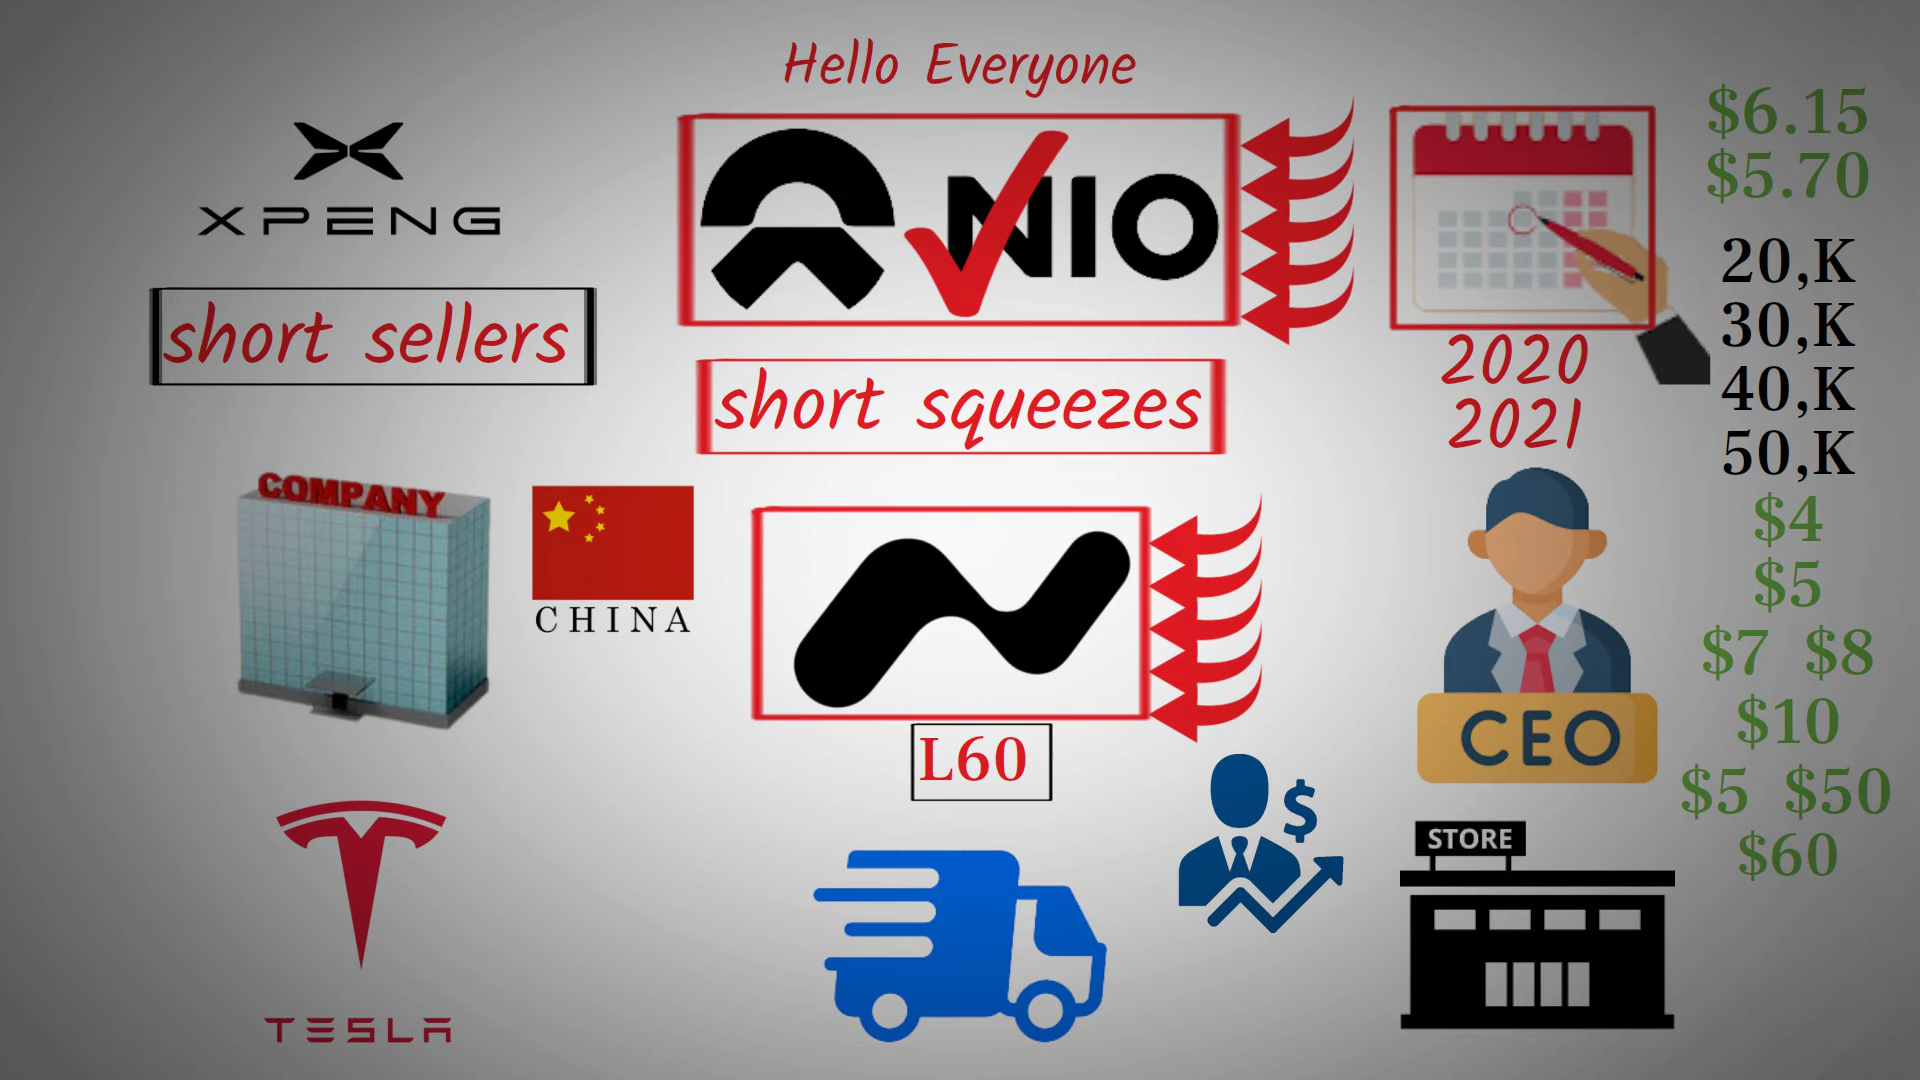 Hello Everyone
XPENG
NIO
short sellers
short squeezes
2020
2021
$6.15
$5.70
20,K
30,K
40,K
50,K
$4
$5
$7 $8
$10
$5 $50
$60
COMPANY
CHINA
L60
CEO
STORE
TESLA